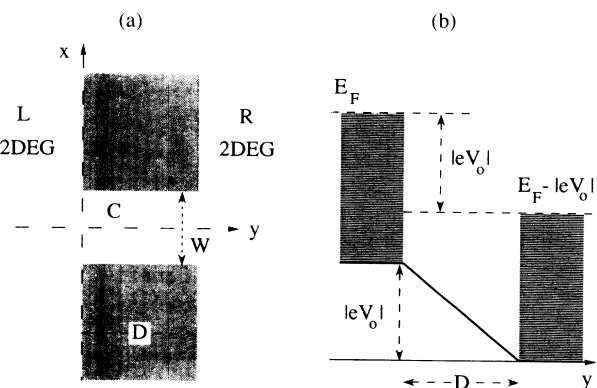 (a)
x
L
2DEG
R
2DEG
C
y
W
D
(b)
E_F
|eV_o|
E_F - |eV_o|
|eV_o|
D
y